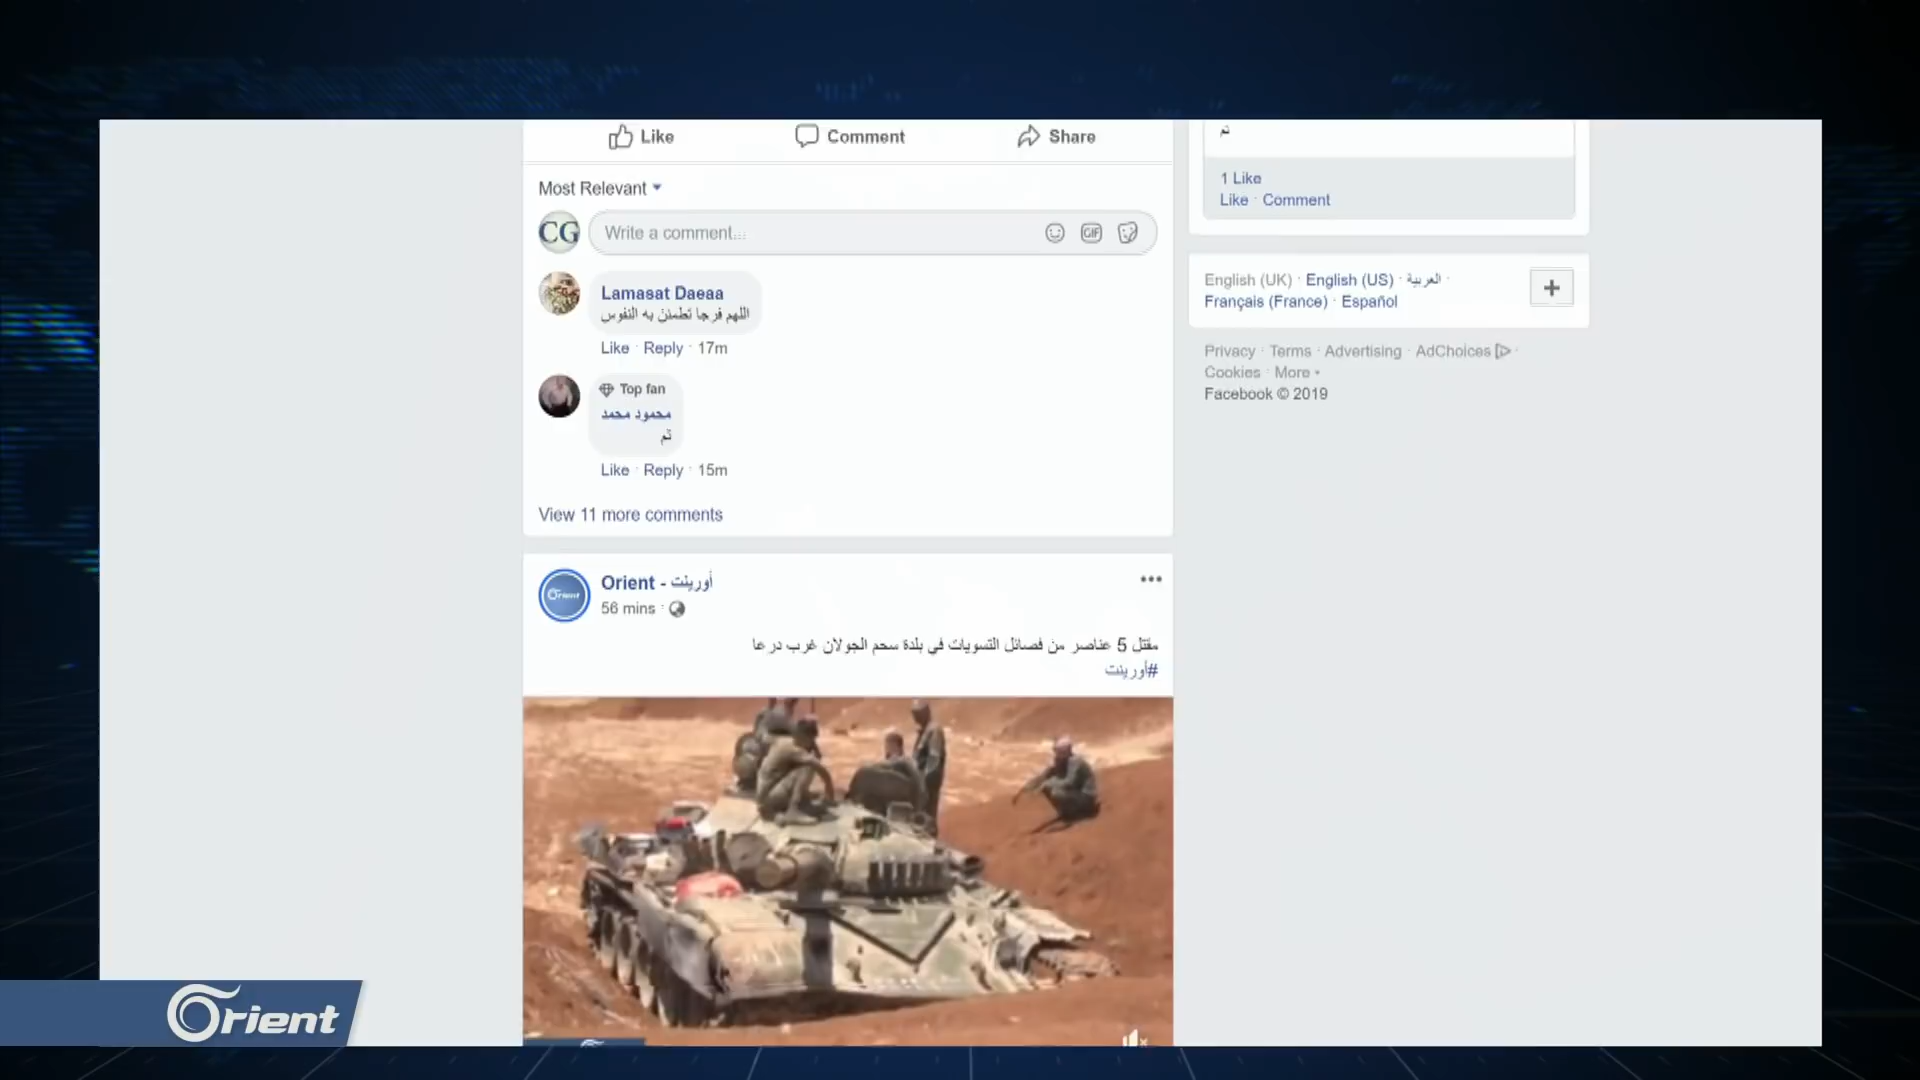 Like
Comment
Share
Most Relevant
CG
Write a comment...
GIF
Lamasat Daeaa
اللهم فرجا تطمئن به النفوس
Like · Reply · 17m
Top fan
محمود محمد
تم
Like · Reply · 15m
View 11 more comments
Orient
Orient - أورينت
56 mins ·
مقتل 5 عناصر من فصائل التسويات في بلدة سحم الجولان غرب درعا
#أورينت
تم
1 Like
Like · Comment
English (UK) · English (US) · العربية ·
Français (France) · Español
+
Privacy · Terms · Advertising · AdChoices ·
Cookies · More
Facebook © 2019
Orient